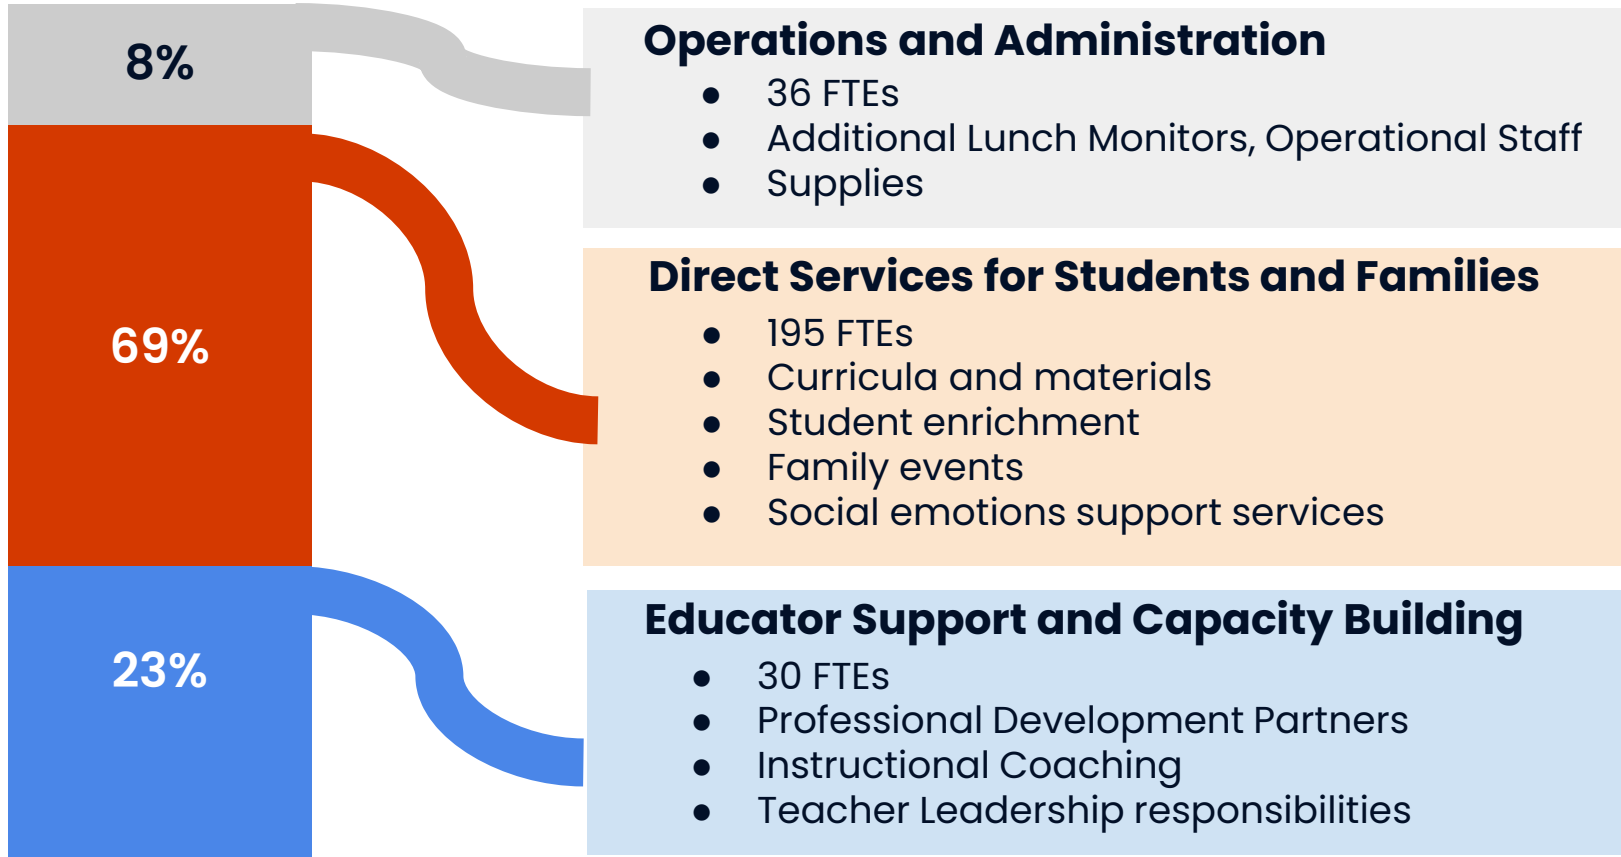 8%
Operations and Administration
● 36 FTEs
● Additional Lunch Monitors, Operational Staff
● Supplies
69%
Direct Services for Students and Families
● 195 FTEs
● Curricula and materials
● Student enrichment
● Family events
● Social emotions support services
23%
Educator Support and Capacity Building
● 30 FTEs
● Professional Development Partners
● Instructional Coaching
● Teacher Leadership responsibilities